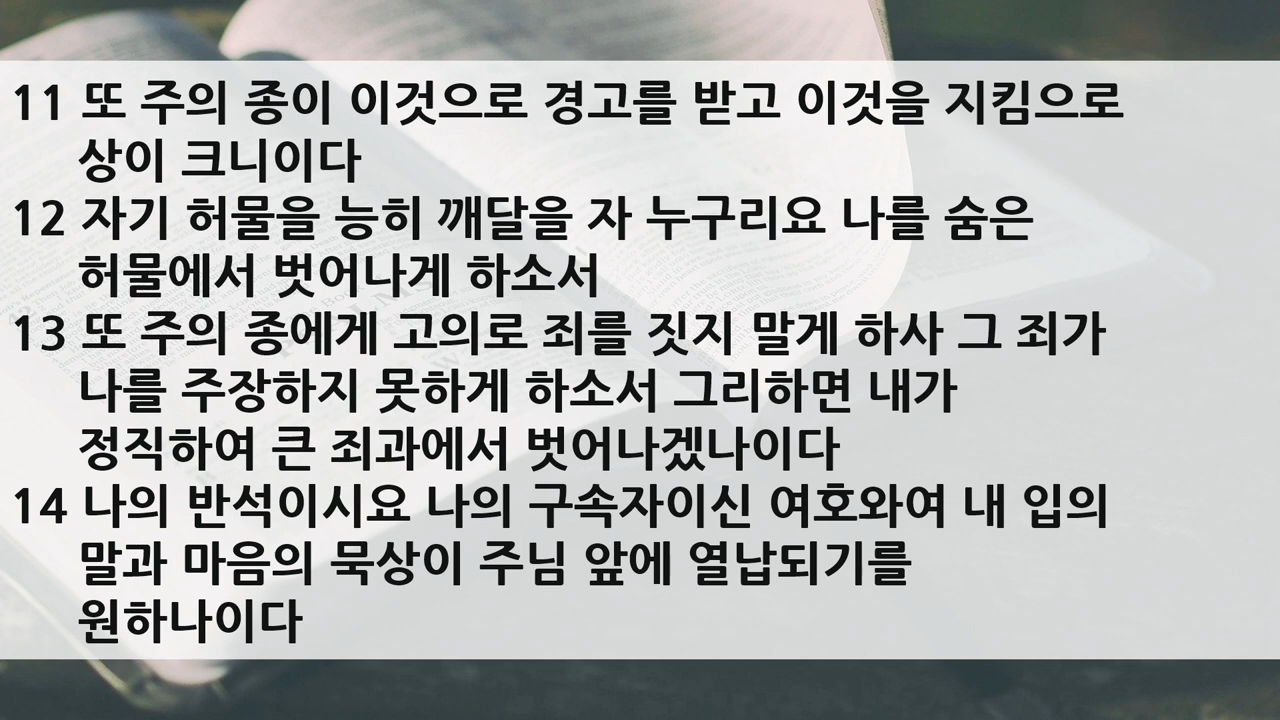 11 또 주의 종이 이것으로 경고를 받고 이것을 지킴으로
상이 크니이다
12 자기 허물을 능히 깨달을 자 누구리요 나를 숨은
허물에서 벗어나게 하소서
13 또 주의 종에게 고의로 죄를 짓지 말게 하사 그 죄가
나를 주장하지 못하게 하소서 그리하면 내가
정직하여 큰 죄과에서 벗어나겠나이다
14 나의 반석이시요 나의 구속자이신 여호와여 내 입의
말과 마음의 묵상이 주님 앞에 열납되기를
원하나이다